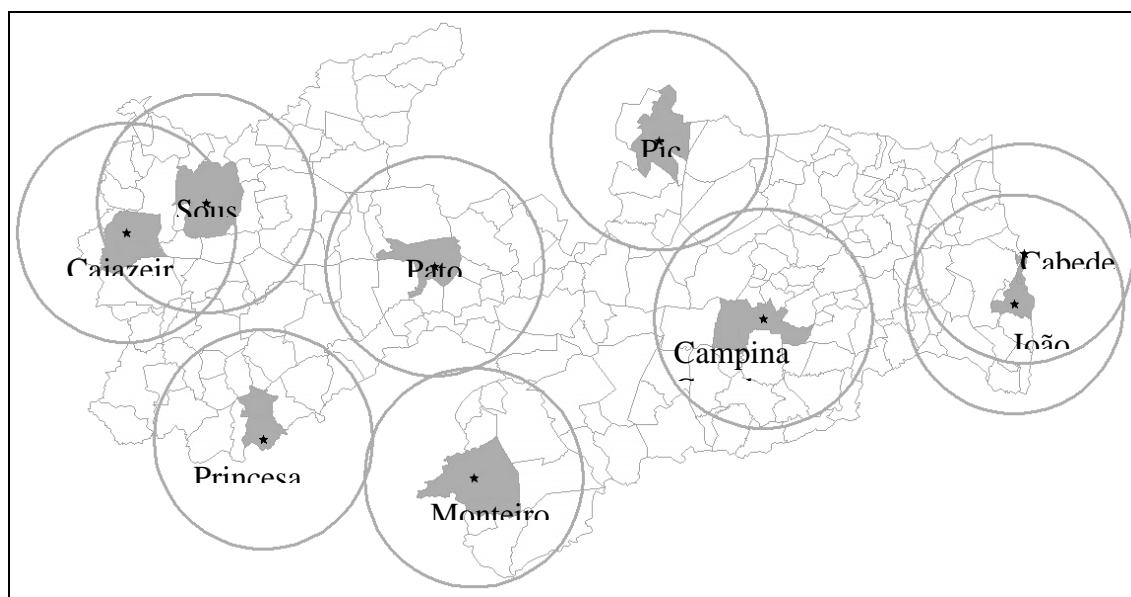 Pic
Sous
Cajazeir
Pato
Cabede
João
Campina
Princesa
Monteiro